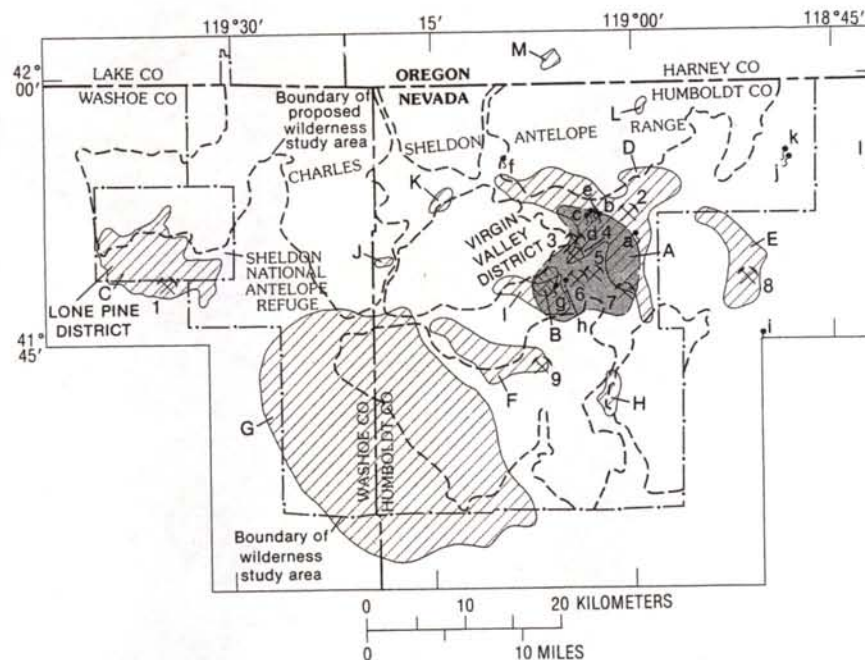 119°30′
15′
119°00′
118°45′
M
42°
00′
LAKE CO
WASHOE CO
OREGON
NEVADA
HARNEY CO
HUMBOLDT CO
Boundary of
proposed
wilderness
study area
L
CHARLES
SHELDON
ANTELOPE
RANGE
k
j
l
f
D
K
e
b
2
c
VIRGIN
VALLEY
DISTRICT
3
d
4
a
A
E
J
SHELDON
NATIONAL
ANTELOPE
REFUGE
5
8
C
1
LONE PINE
DISTRICT
I
g
6
7
B
h
i
41°
45′
F
9
H
G
WASHOE CO
HUMBOLDT CO
Boundary of
wilderness
study area
0 10 20 KILOMETERS
0 10 MILES